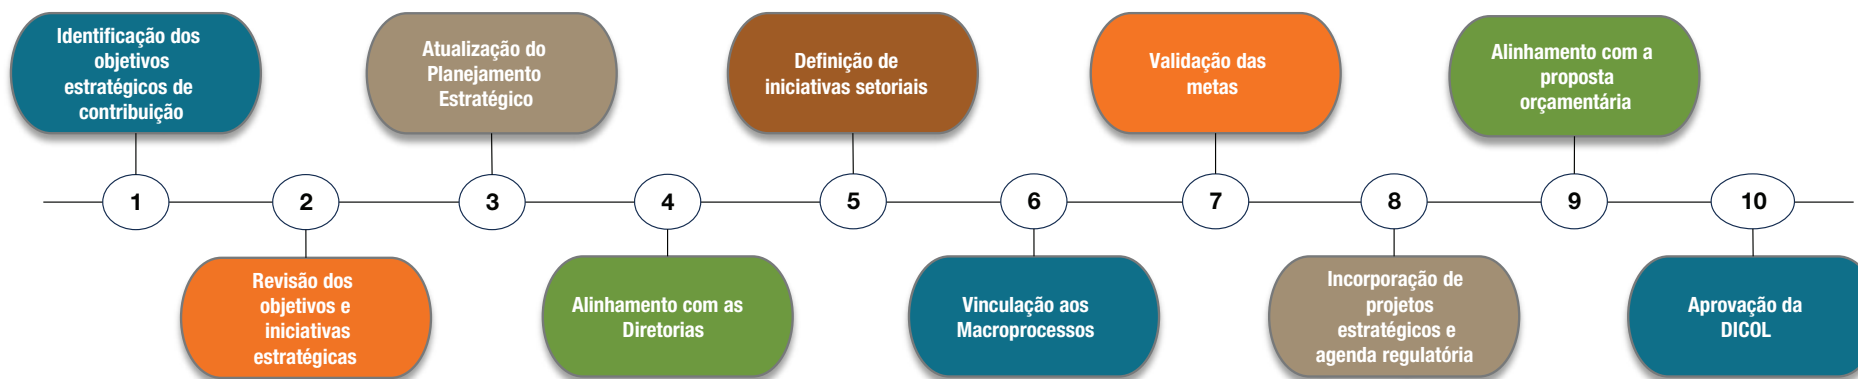 Identificação dos
objetivos
estratégicos de
contribuição
Atualização do
Planejamento
Estratégico
Definição de
iniciativas setoriais
Validação das
metas
Alinhamento com a
proposta
orçamentária
1
2
3
4
5
6
7
8
9
10
Revisão dos
objetivos e
iniciativas
estratégicas
Alinhamento com as
Diretorias
Vinculação aos
Macroprocessos
Incorporação de
projetos
estratégicos e
agenda regulatória
Aprovação da
DICOL